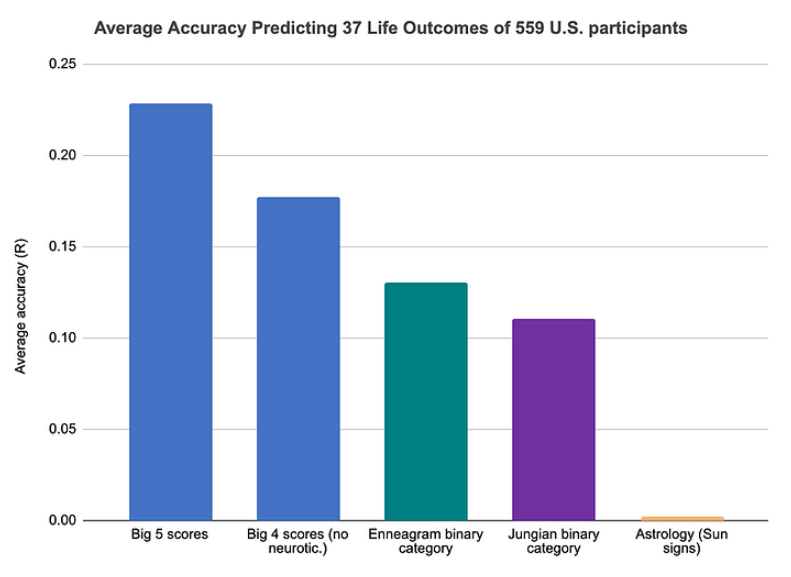 Average Accuracy Predicting 37 Life Outcomes of 559 U.S. participants
Average accuracy (R)
0.25
0.20
0.15
0.10
0.05
0.00
Big 5 scores
Big 4 scores (no
neurotic.)
Enneagram binary
category
Jungian binary
category
Astrology (Sun
signs)